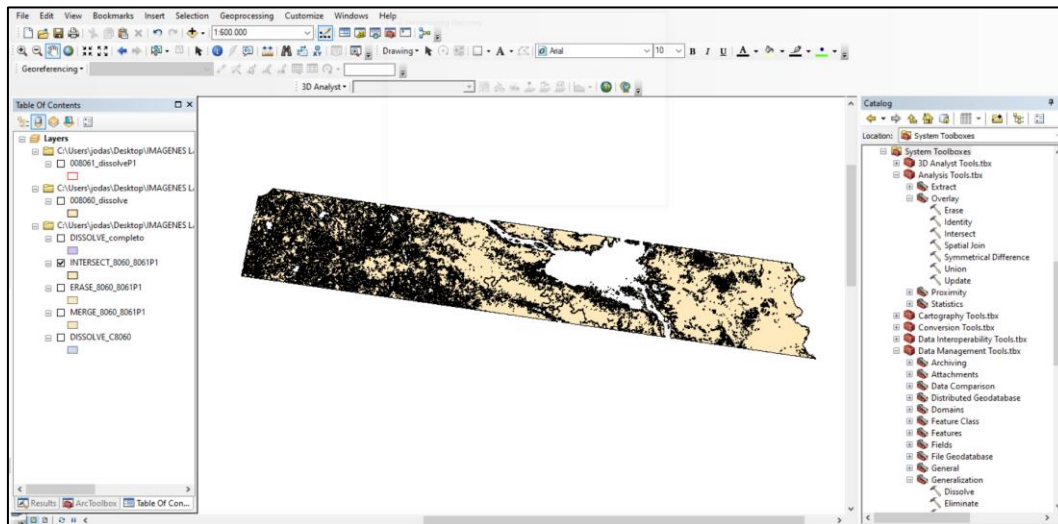 File Edit View Bookmarks Insert Selection Geoprocessing Customize Windows Help
1:600.000
Drawing Arial 10 B I U A
Georeferencing
3D Analyst
Table Of Contents
Layers
C:\Users\jodas\Desktop\IMAGENES L
008061_dissolveP1
C:\Users\jodas\Desktop\IMAGENES L
008060_dissolve
C:\Users\jodas\Desktop\IMAGENES L
DISSOLVE_completo
INTERSECT_8060_8061P1
ERASE_8060_8061P1
MERGE_8060_8061P1
DISSOLVE_C8060
Results ArcToolbox Table Of Con...
Catalog
Location: System Toolboxes
System Toolboxes
3D Analyst Tools.tbx
Analysis Tools.tbx
Extract
Overlay
Erase
Identity
Intersect
Spatial Join
Symmetrical Difference
Union
Update
Proximity
Statistics
Cartography Tools.tbx
Conversion Tools.tbx
Data Interoperability Tools.tbx
Data Management Tools.tbx
Archiving
Attachments
Data Comparison
Distributed Geodatabase
Domains
Feature Class
Features
Fields
File Geodatabase
General
Generalization
Dissolve
Eliminate